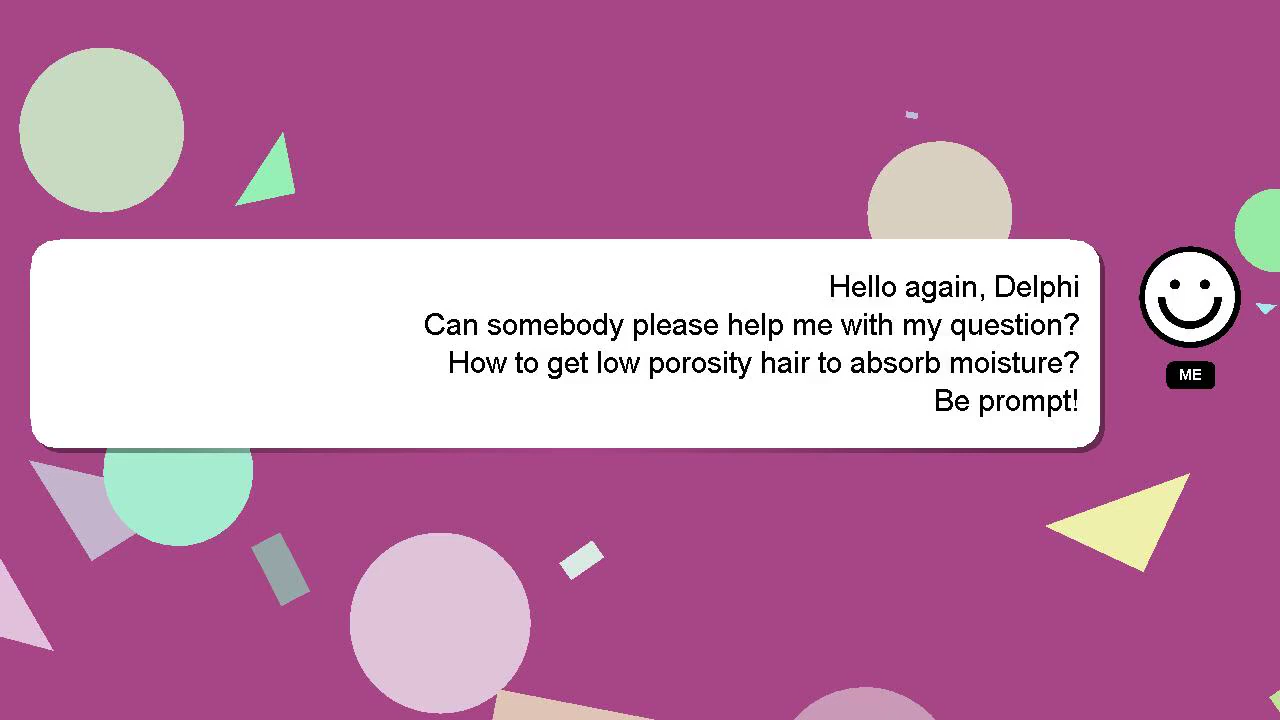 Hello again, Delphi
Can somebody please help me with my question?
How to get low porosity hair to absorb moisture?
Be prompt!
ME